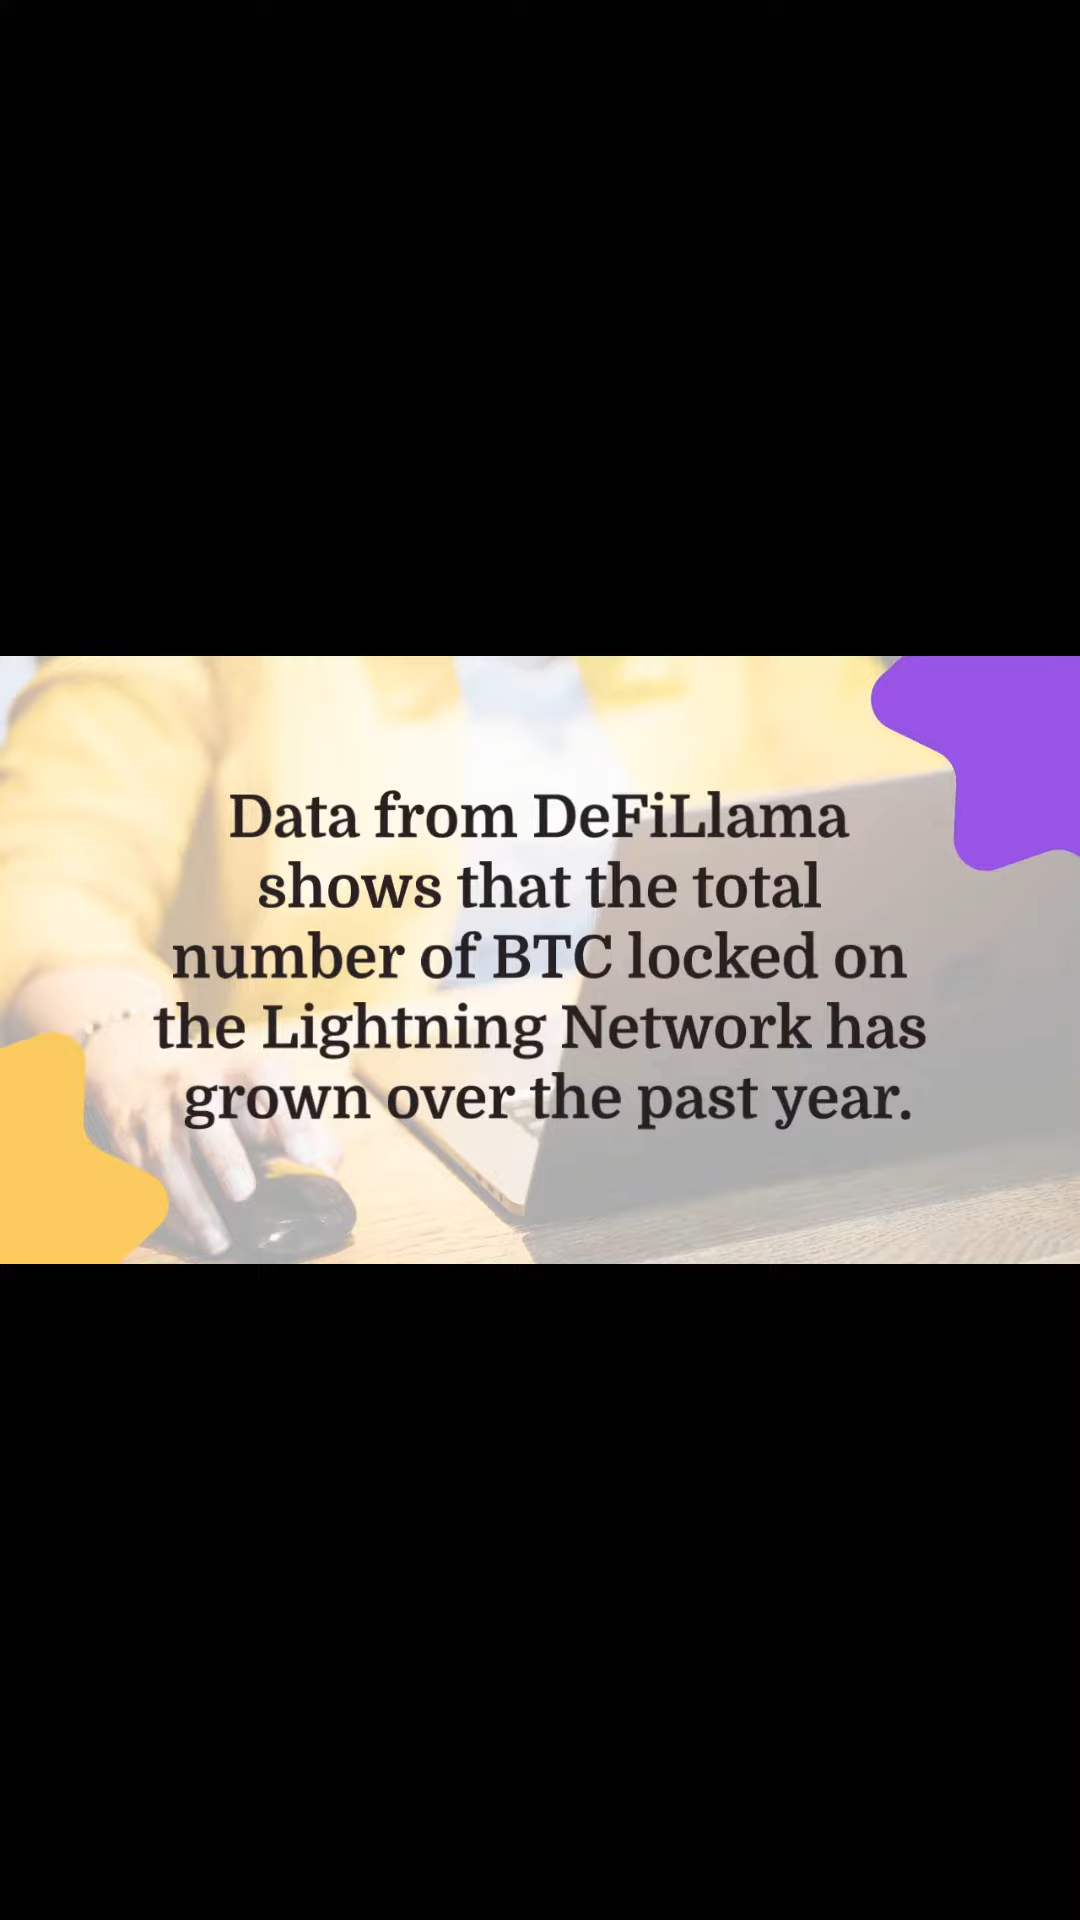 Data from DeFiLlama
shows that the total
number of BTC locked on
the Lightning Network has
grown over the past year.